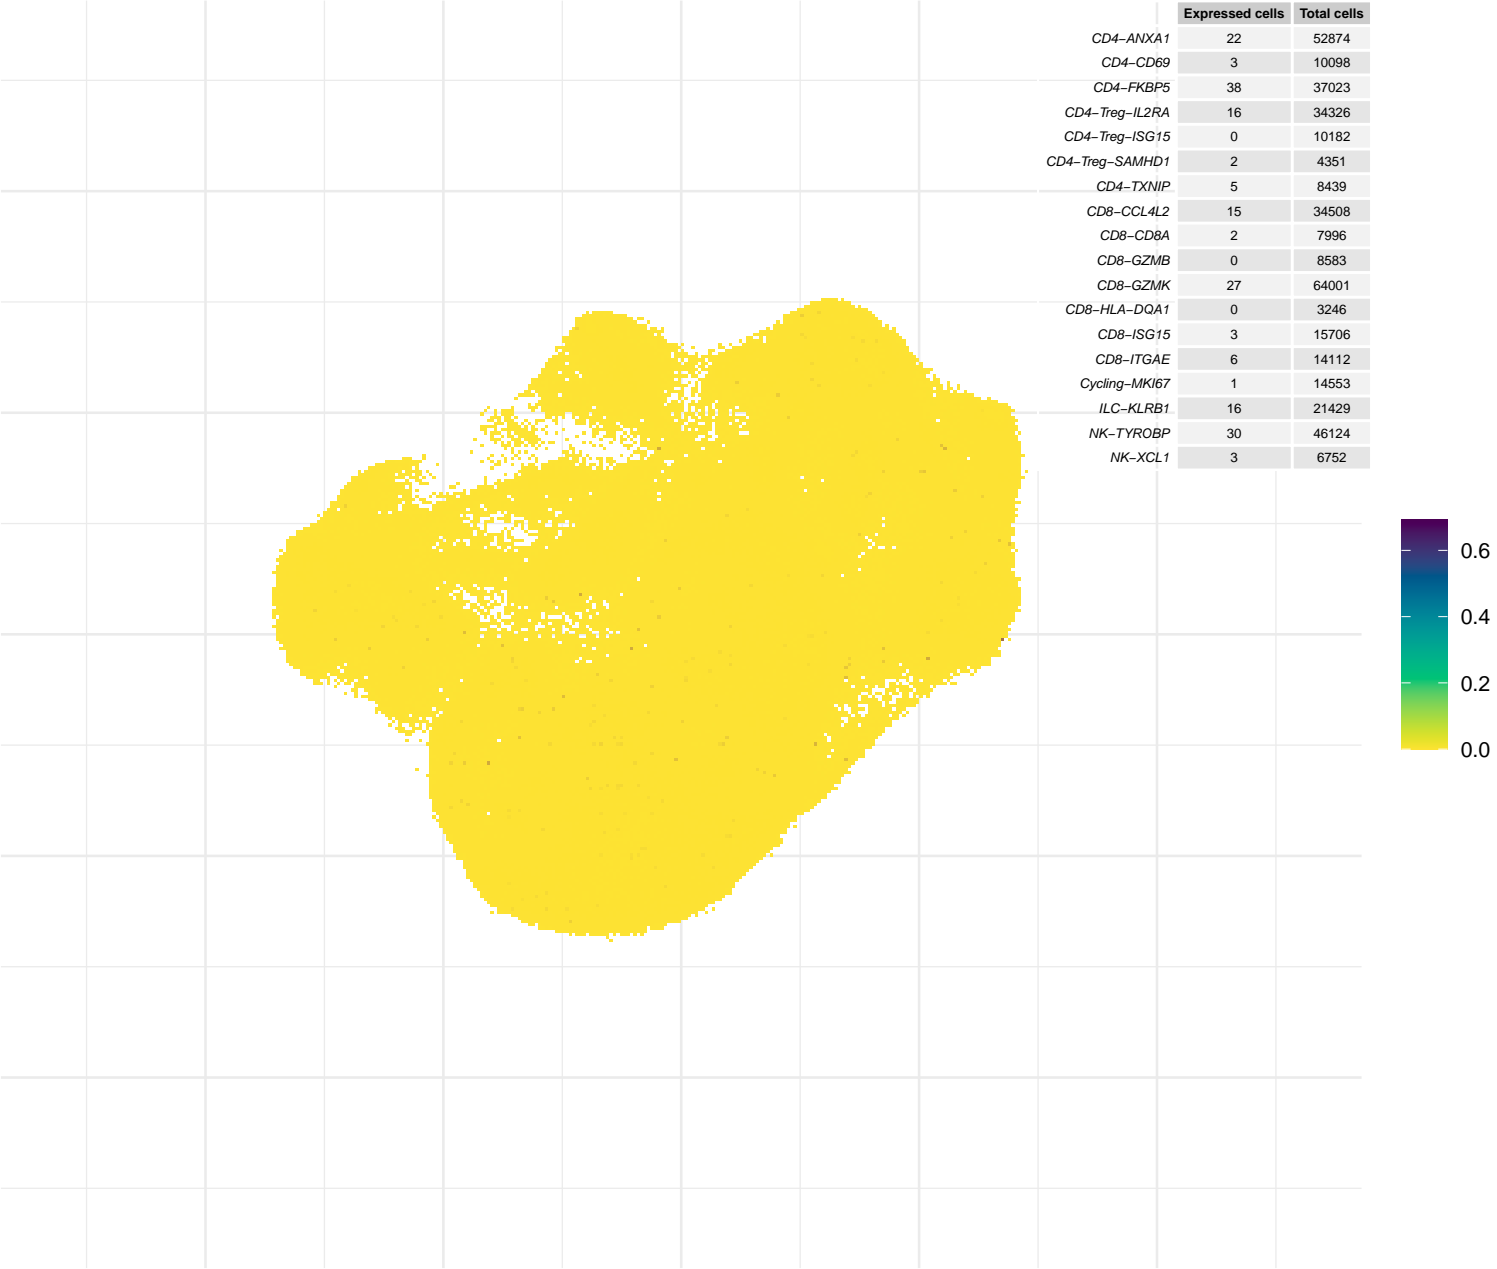 Expressed cells Total cells
CD4−ANXA1 22 52874
CD4−CD69 3 10098
CD4−FKBP5 38 37023
CD4−Treg−IL2RA 16 34326
CD4−Treg−ISG15 0 10182
CD4−Treg−SAMHD1 2 4351
CD4−TXNIP 5 8439
CD8−CCL4L2 15 34508
CD8−CD8A 2 7996
CD8−GZMB 0 8583
CD8−GZMK 27 64001
CD8−HLA−DQA1 0 3246
CD8−ISG15 3 15706
CD8−ITGAE 6 14112
Cycling−MKI67 1 14553
ILC−KLRB1 16 21429
NK−TYROBP 30 46124
NK−XCL1 3 6752
0.6
0.4
0.2
0.0